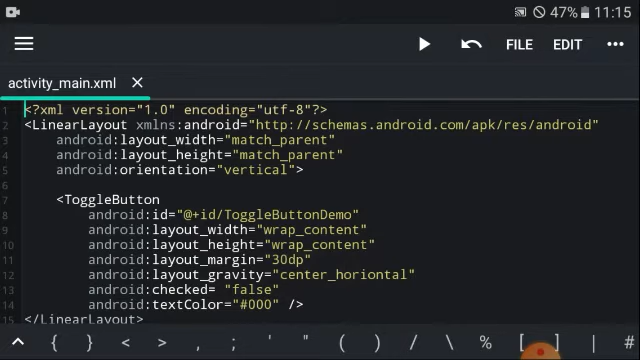 47% 11:15
FILE EDIT
activity_main.xml
1 <?xml version="1.0" encoding="utf-8"?>
2 <LinearLayout xmlns:android="http://schemas.android.com/apk/res/android"
3 android:layout_width="match_parent"
4 android:layout_height="match_parent"
5 android:orientation="vertical">
6
7 <ToggleButton
8 android:id="@+id/ToggleButtonDemo"
9 android:layout_width="wrap_content"
10 android:layout_height="wrap_content"
11 android:layout_margin="30dp"
12 android:layout_gravity="center_horiontal"
13 android:checked= "false"
14 android:textColor="#000" />
15 </LinearLayout>
{ } < > , ; ' " ( ) / \ % [ ] | #